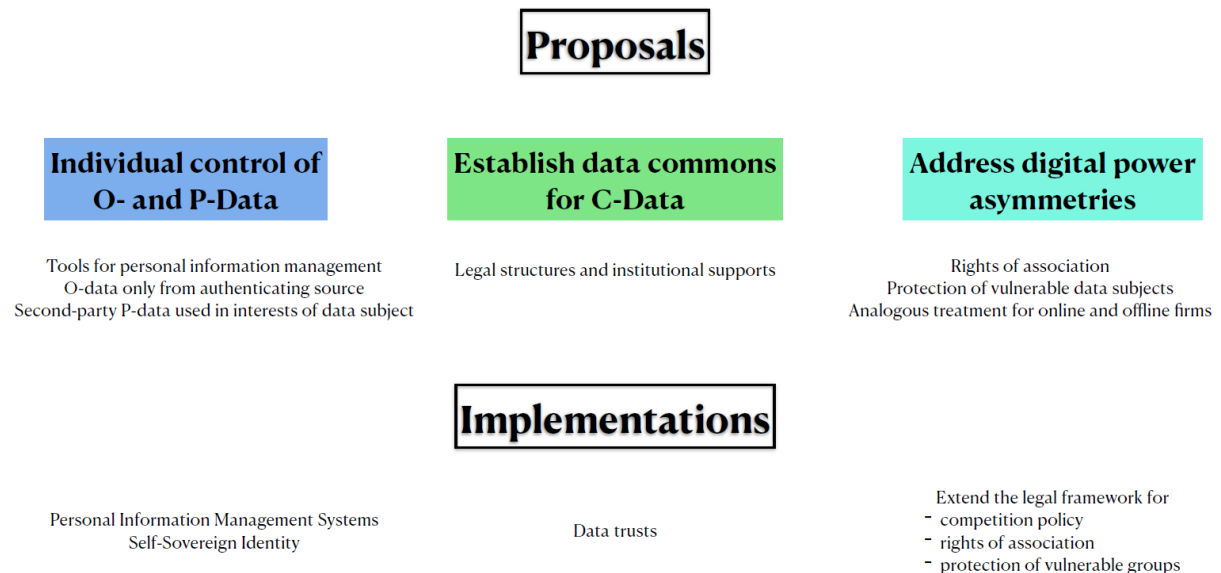 Proposals
Individual control of
O- and P-Data
Tools for personal information management
O-data only from authenticating source
Second-party P-data used in interests of data subject
Establish data commons
for C-Data
Legal structures and institutional supports
Address digital power
asymmetries
Rights of association
Protection of vulnerable data subjects
Analogous treatment for online and offline firms
Implementations
Personal Information Management Systems
Self-Sovereign Identity
Data trusts
Extend the legal framework for
- competition policy
- rights of association
- protection of vulnerable groups